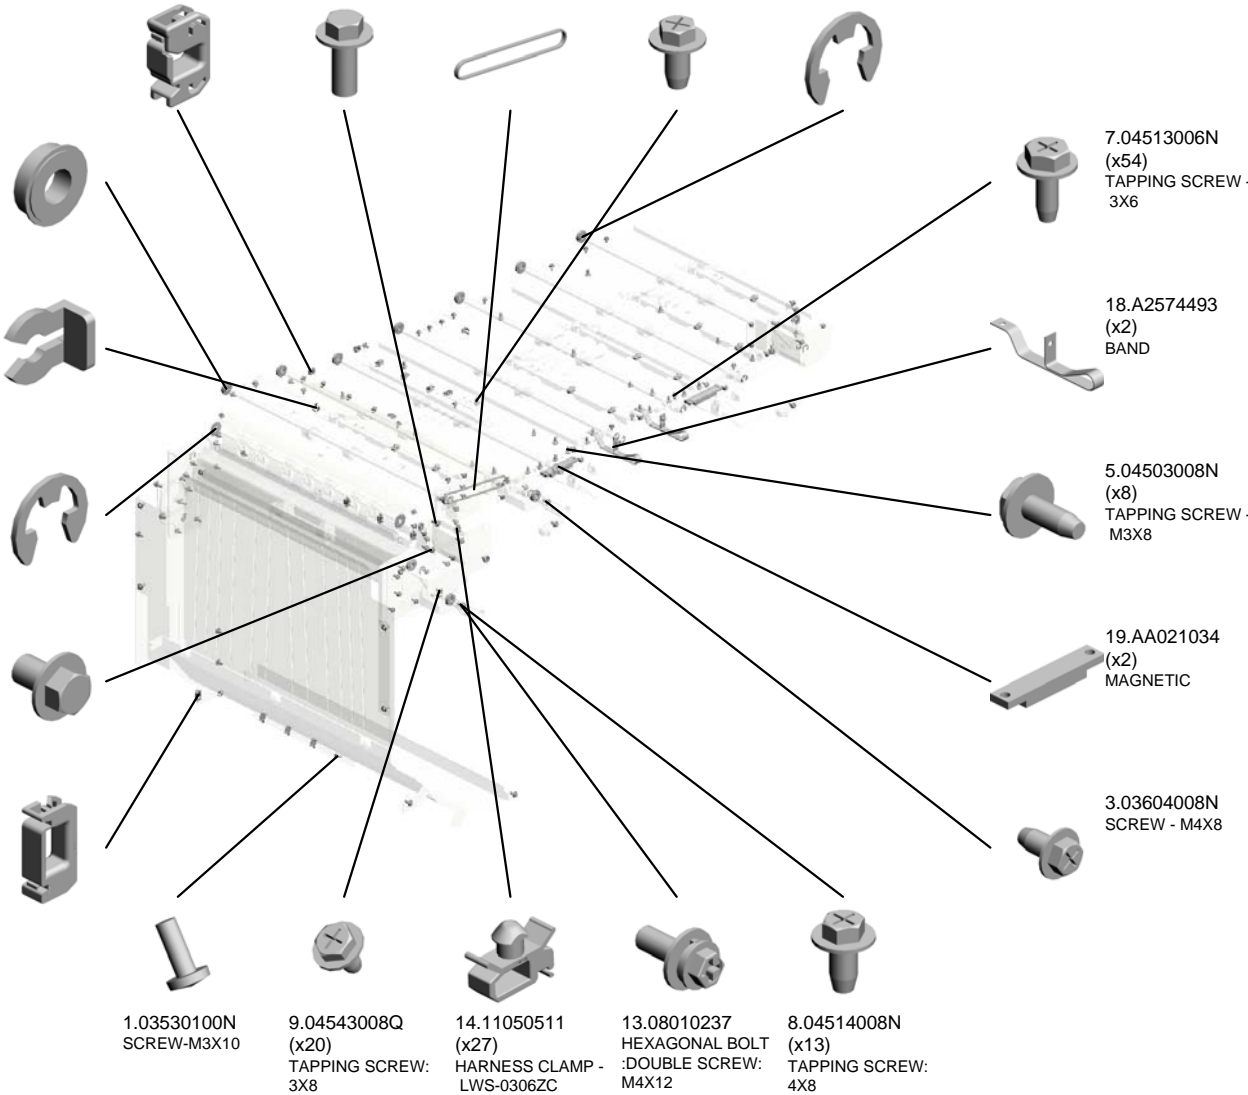 7.04513006N
(x54)
TAPPING SCREW -
3X6
18.A2574493
(x2)
BAND
5.04503008N
(x8)
TAPPING SCREW -
M3X8
19.AA021034
(x2)
MAGNETIC
3.03604008N
SCREW - M4X8
1.03530100N
SCREW-M3X10
9.04543008Q
(x20)
TAPPING SCREW:
3X8
14.11050511
(x27)
HARNESS CLAMP -
LWS-0306ZC
13.08010237
HEXAGONAL BOLT
:DOUBLE SCREW:
M4X12
8.04514008N
(x13)
TAPPING SCREW:
4X8